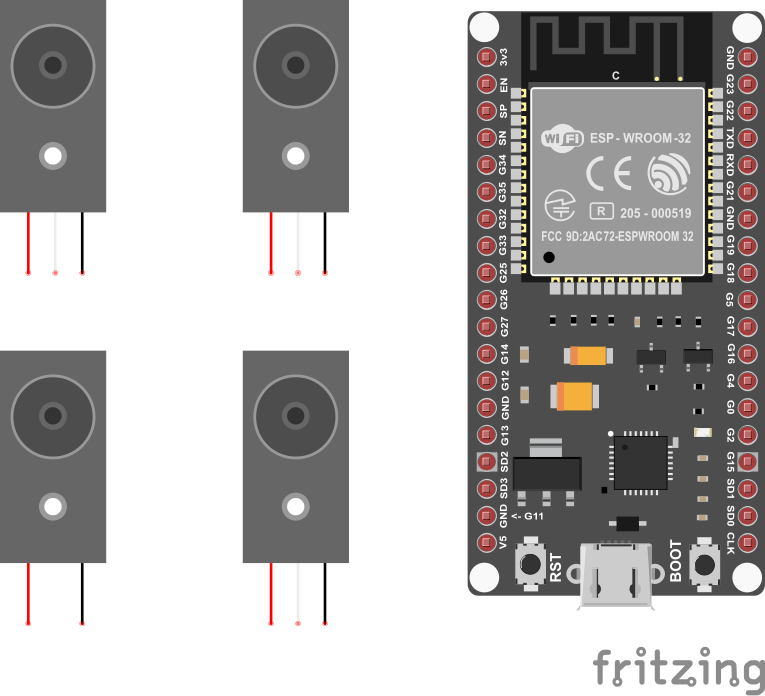 C
3v3
EN
SP
SN
G34
G35
G32
G33
G25
G26
G27
G14
G12
GND
G13
SD2
SD3
GND
V5
WiFi ESP-WROOM-32
CE
R 205-000519
FCC 9D:2AC72-ESPWROOM 32
GND
G23
G22
TXD
RXD
G21
GND
G19
G18
G5
G17
G16
G4
G0
G2
G15
SD1
SD0
CLK
<- G11
RST
BOOT
fritzing